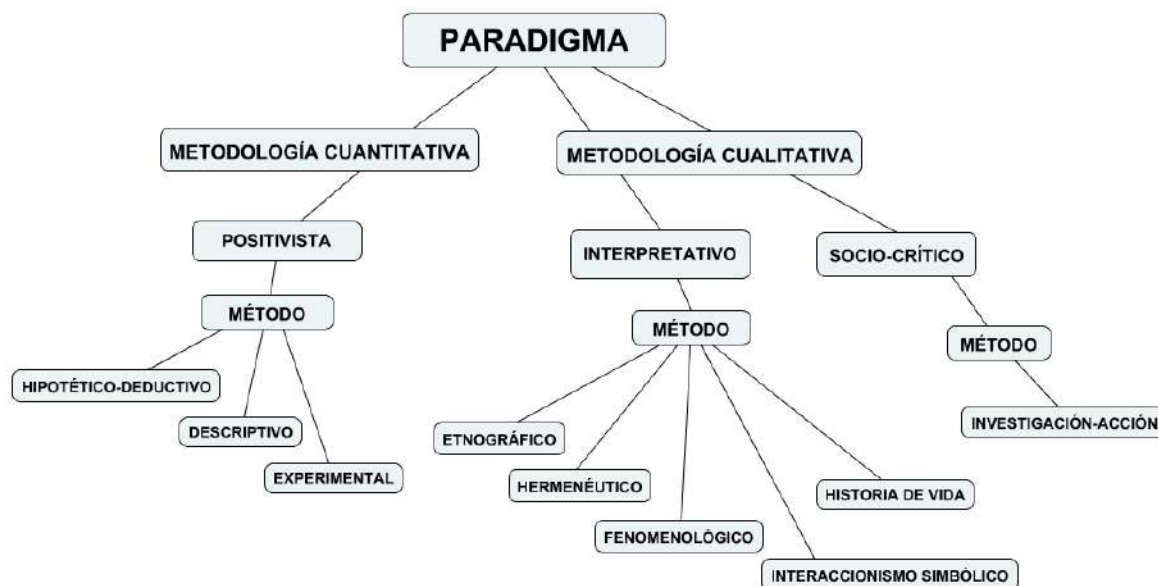 PARADIGMA
METODOLOGÍA CUANTITATIVA
METODOLOGÍA CUALITATIVA
POSITIVISTA
INTERPRETATIVO
SOCIO-CRÍTICO
MÉTODO
MÉTODO
MÉTODO
HIPOTÉTICO-DEDUCTIVO
DESCRIPTIVO
EXPERIMENTAL
ETNOGRÁFICO
HERMENÉUTICO
FENOMENOLÓGICO
INTERACCIONISMO SIMBÓLICO
HISTORIA DE VIDA
INVESTIGACIÓN-ACCIÓN